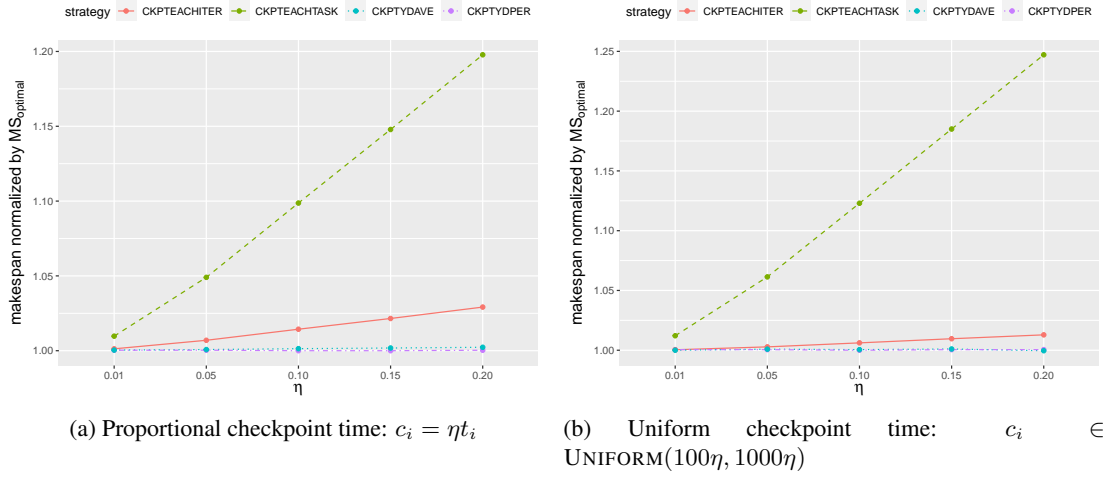 strategy CKPTEACHITER CKPTEACHTASK CKPTYDAVE CKPTYDPER
makespan normalized by MSoptimal
1.20
1.15
1.10
1.05
1.00
0.01 0.05 0.10 0.15 0.20
η
(a) Proportional checkpoint time: c_i = ηt_i
strategy CKPTEACHITER CKPTEACHTASK CKPTYDAVE CKPTYDPER
makespan normalized by MSoptimal
1.25
1.20
1.15
1.10
1.05
1.00
0.01 0.05 0.10 0.15 0.20
η
(b) Uniform checkpoint time: c_i ∈
UNIFORM(100η, 1000η)